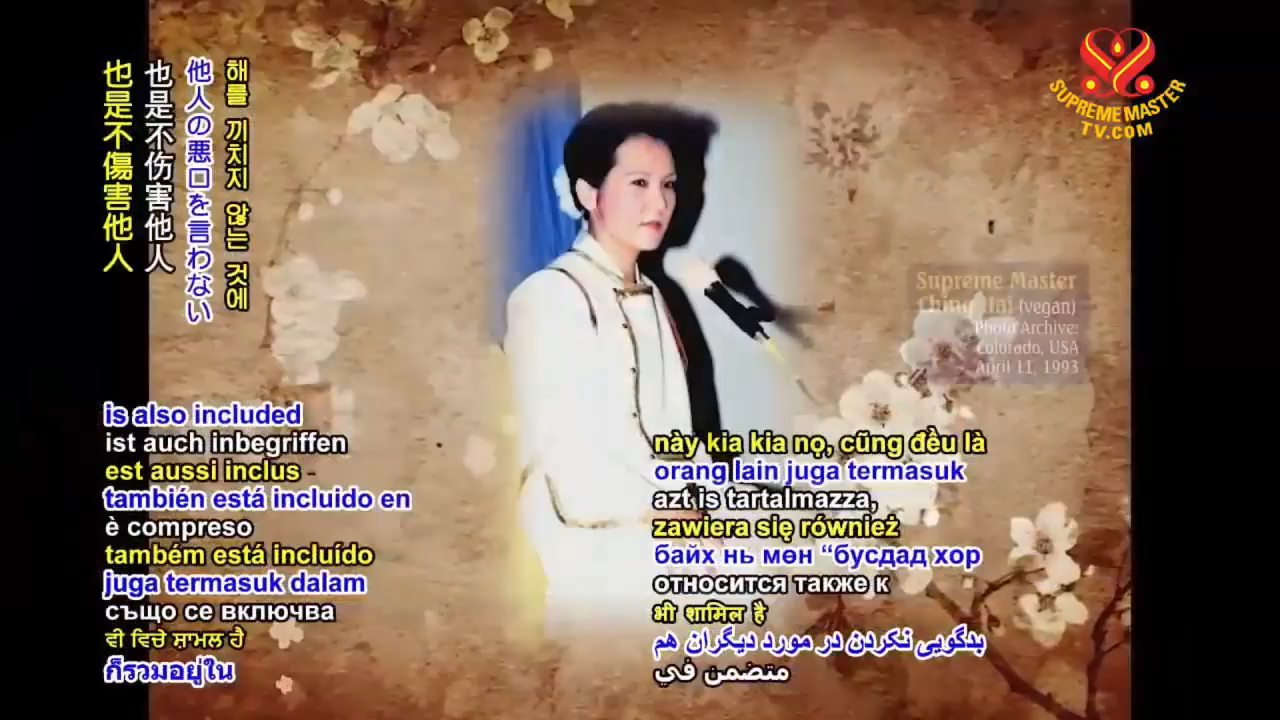 也是不傷害他人
也是不伤害他人
他人の悪口を言わない
해를 끼치지 않는 것에
SUPREME MASTER
TV.COM
Supreme Master
Ching Hai (vegan)
Photo Archive:
Colorado, USA
April 11, 1993
is also included
ist auch inbegriffen
est aussi inclus -
también está incluido en
è compreso
também está incluído
juga termasuk dalam
също се включва
ਵੀ ਵਿਚੇ ਸ਼ਾਮਲ ਹੈ
ก็รวมอยู่ใน
này kia kia nọ, cũng đều là
orang lain juga termasuk
azt is tartalmazza,
zawiera się również
байх нь мөн “бусдад хор
относится также к
भी शामिल है
بدگویی نکردن در مورد دیگران هم
متضمن في